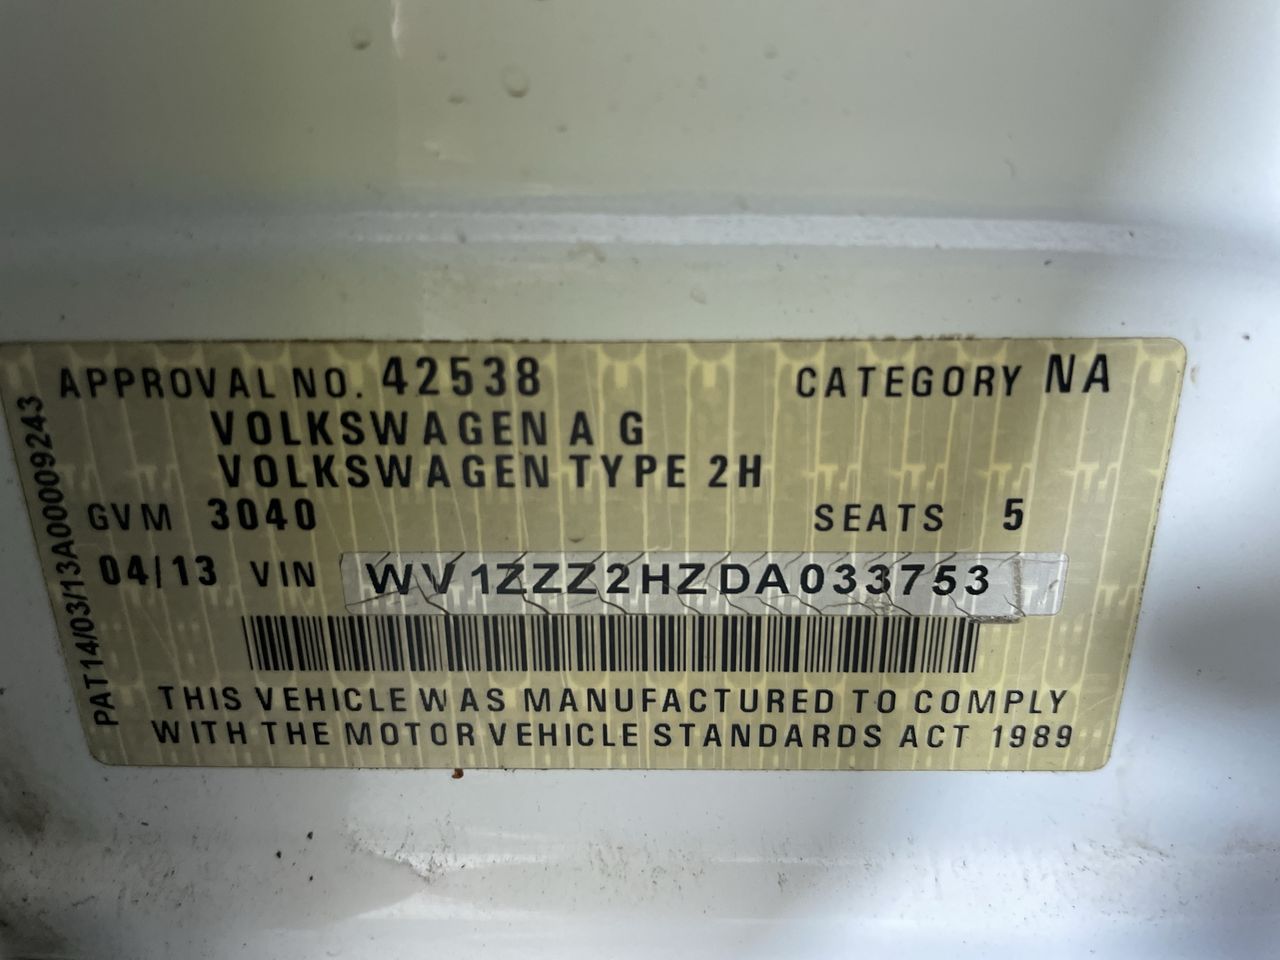 APPROVAL NO. 42538 CATEGORY NA
VOLKSWAGEN A G
VOLKSWAGEN TYPE 2H
GVM 3040 SEATS 5
04/13 VIN WV1ZZZ2HZDA033753
THIS VEHICLE WAS MANUFACTURED TO COMPLY
WITH THE MOTOR VEHICLE STANDARDS ACT 1989
PAT14/03/13A00009243